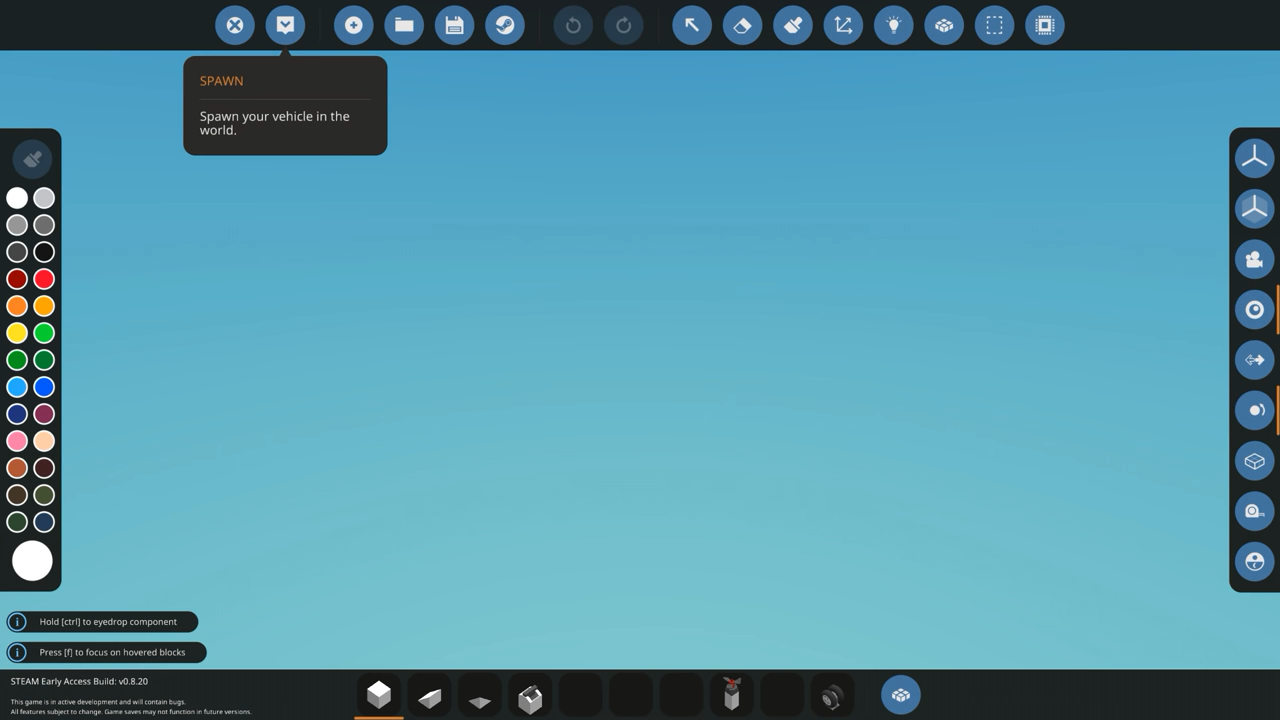 SPAWN
Spawn your vehicle in the
world.
Hold [ctrl] to eyedrop component
Press [f] to focus on hovered blocks
STEAM Early Access Build: v0.8.20
This game is in active development and will contain bugs.
All features subject to change. Game saves may not function in future versions.